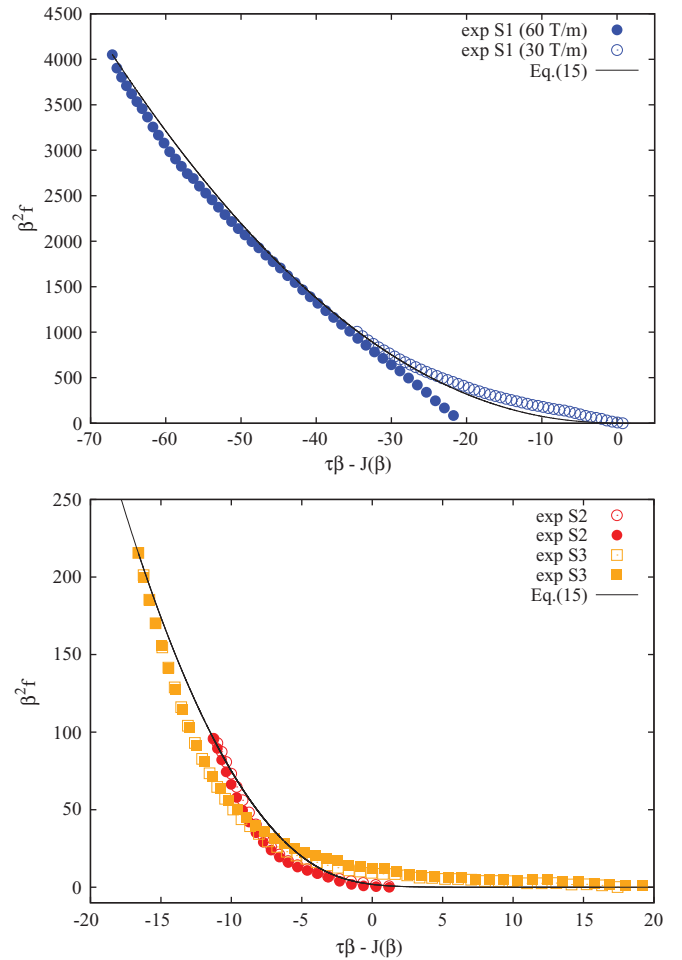 exp S1 (60 T/m)
exp S1 (30 T/m)
Eq.(15)
β²f
4500
4000
3500
3000
2500
2000
1500
1000
500
0
-70 -60 -50 -40 -30 -20 -10 0
τβ - J(β)
exp S2
exp S2
exp S3
exp S3
Eq.(15)
β²f
250
200
150
100
50
0
-20 -15 -10 -5 0 5 10 15 20
τβ - J(β)